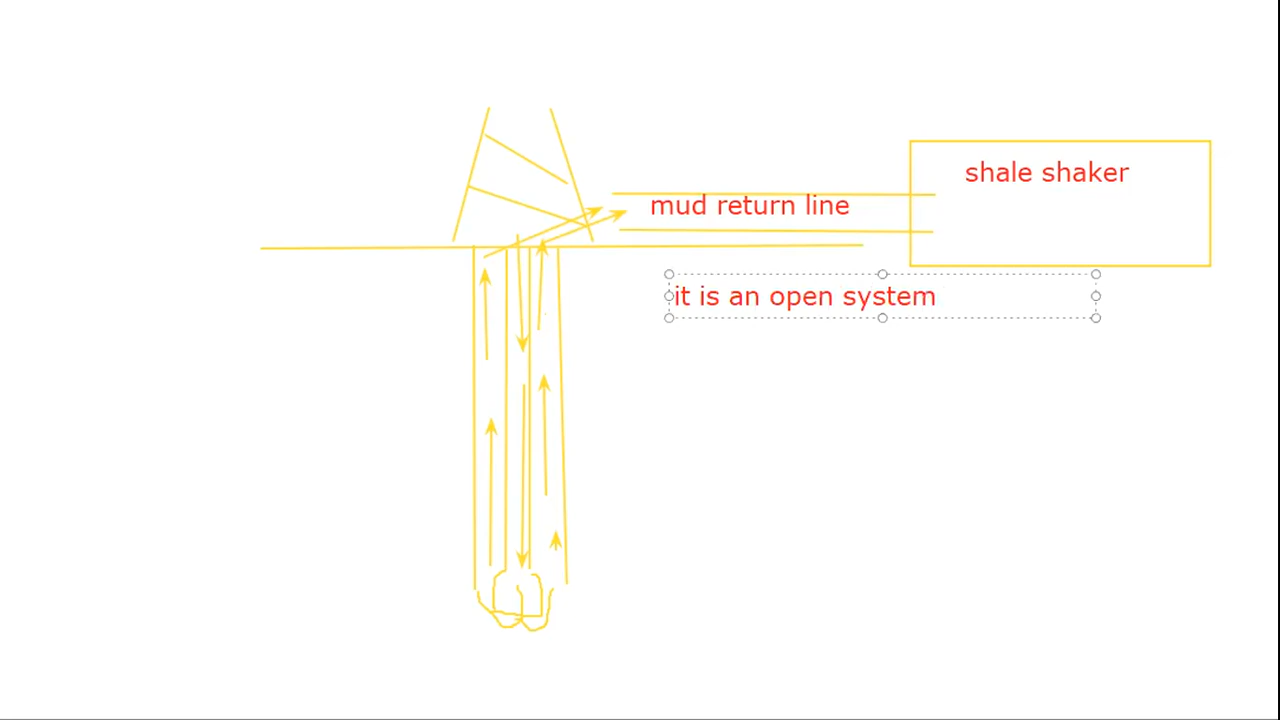 shale shaker
mud return line
it is an open system